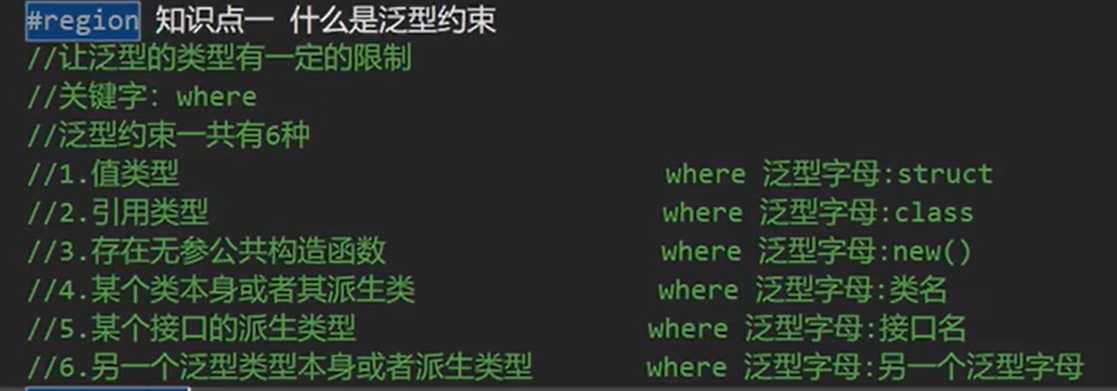 #region 知识点一 什么是泛型约束
//让泛型的类型有一定的限制
//关键字：where
//泛型约束一共有6种
//1.值类型 where 泛型字母:struct
//2.引用类型 where 泛型字母:class
//3.存在无参公共构造函数 where 泛型字母:new()
//4.某个类本身或者其派生类 where 泛型字母:类名
//5.某个接口的派生类型 where 泛型字母:接口名
//6.另一个泛型类型本身或者派生类型 where 泛型字母:另一个泛型字母